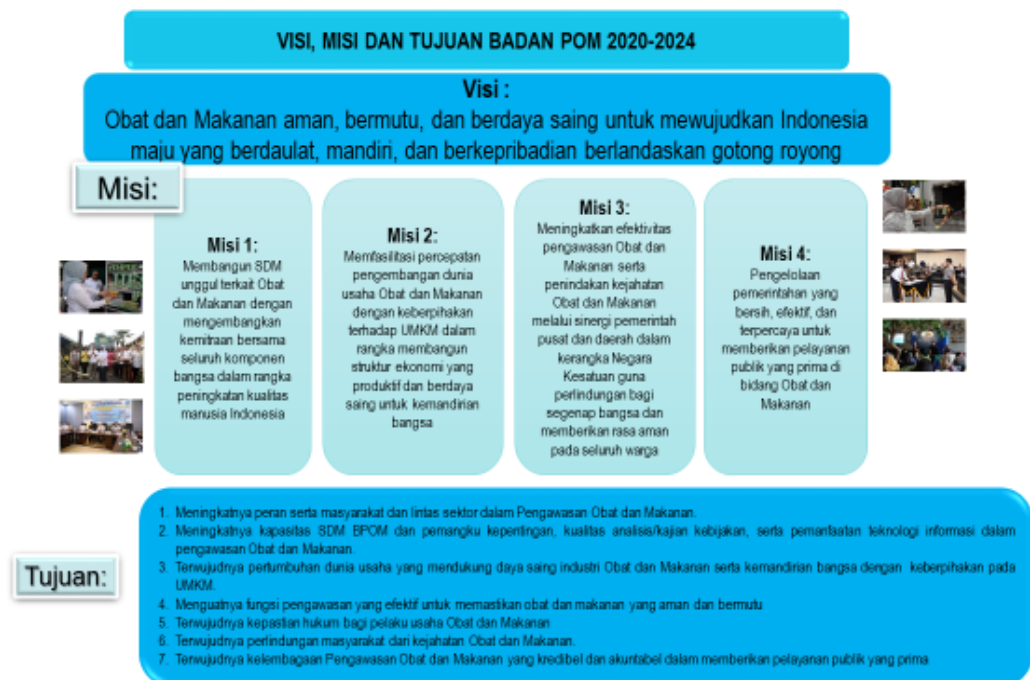 VISI, MISI DAN TUJUAN BADAN POM 2020-2024
Visi :
Obat dan Makanan aman, bermutu, dan berdaya saing untuk mewujudkan Indonesia
maju yang berdaulat, mandiri, dan berkepribadian berlandaskan gotong royong
Misi:
Misi 1:
Membangun SDM
unggul terkait Obat
dan Makanan dengan
mengembangkan
kemitraan bersama
seluruh komponen
bangsa dalam rangka
peningkatan kualitas
manusia Indonesia
Misi 2:
Memfasilitasi percepatan
pengembangan dunia
usaha Obat dan Makanan
dengan keberpihakan
terhadap UMKM dalam
rangka membangun
struktur ekonomi yang
produktif dan berdaya
saing untuk kemandirian
bangsa
Misi 3:
Meningkatkan efektivitas
pengawasan Obat dan
Makanan serta
penindakan kejahatan
Obat dan Makanan
melalui sinergi pemerintah
pusat dan daerah dalam
kerangka Negara
Kesatuan guna
perlindungan bagi
segenap bangsa dan
memberikan rasa aman
pada seluruh warga
Misi 4:
Pengelolaan
pemerintahan yang
bersih, efektif, dan
terpercaya untuk
memberikan pelayanan
publik yang prima di
bidang Obat dan
Makanan
Tujuan:
1. Meningkatnya peran serta masyarakat dan lintas sektor dalam Pengawasan Obat dan Makanan.
2. Meningkatnya kapasitas SDM BPOM dan pemangku kepentingan, kualitas analisis/kajian kebijakan, serta pemanfaatan teknologi informasi dalam
pengawasan Obat dan Makanan.
3. Terwujudnya pertumbuhan dunia usaha yang mendukung daya saing industri Obat dan Makanan serta kemandirian bangsa dengan keberpihakan pada
UMKM.
4. Menguatnya fungsi pengawasan yang efektif untuk memastikan obat dan makanan yang aman dan bermutu
5. Terwujudnya kepastian hukum bagi pelaku usaha Obat dan Makanan
6. Terwujudnya perlindungan masyarakat dari kejahatan Obat dan Makanan.
7. Terwujudnya kelembagaan Pengawasan Obat dan Makanan yang kredibel dan akuntabel dalam memberikan pelayanan publik yang prima